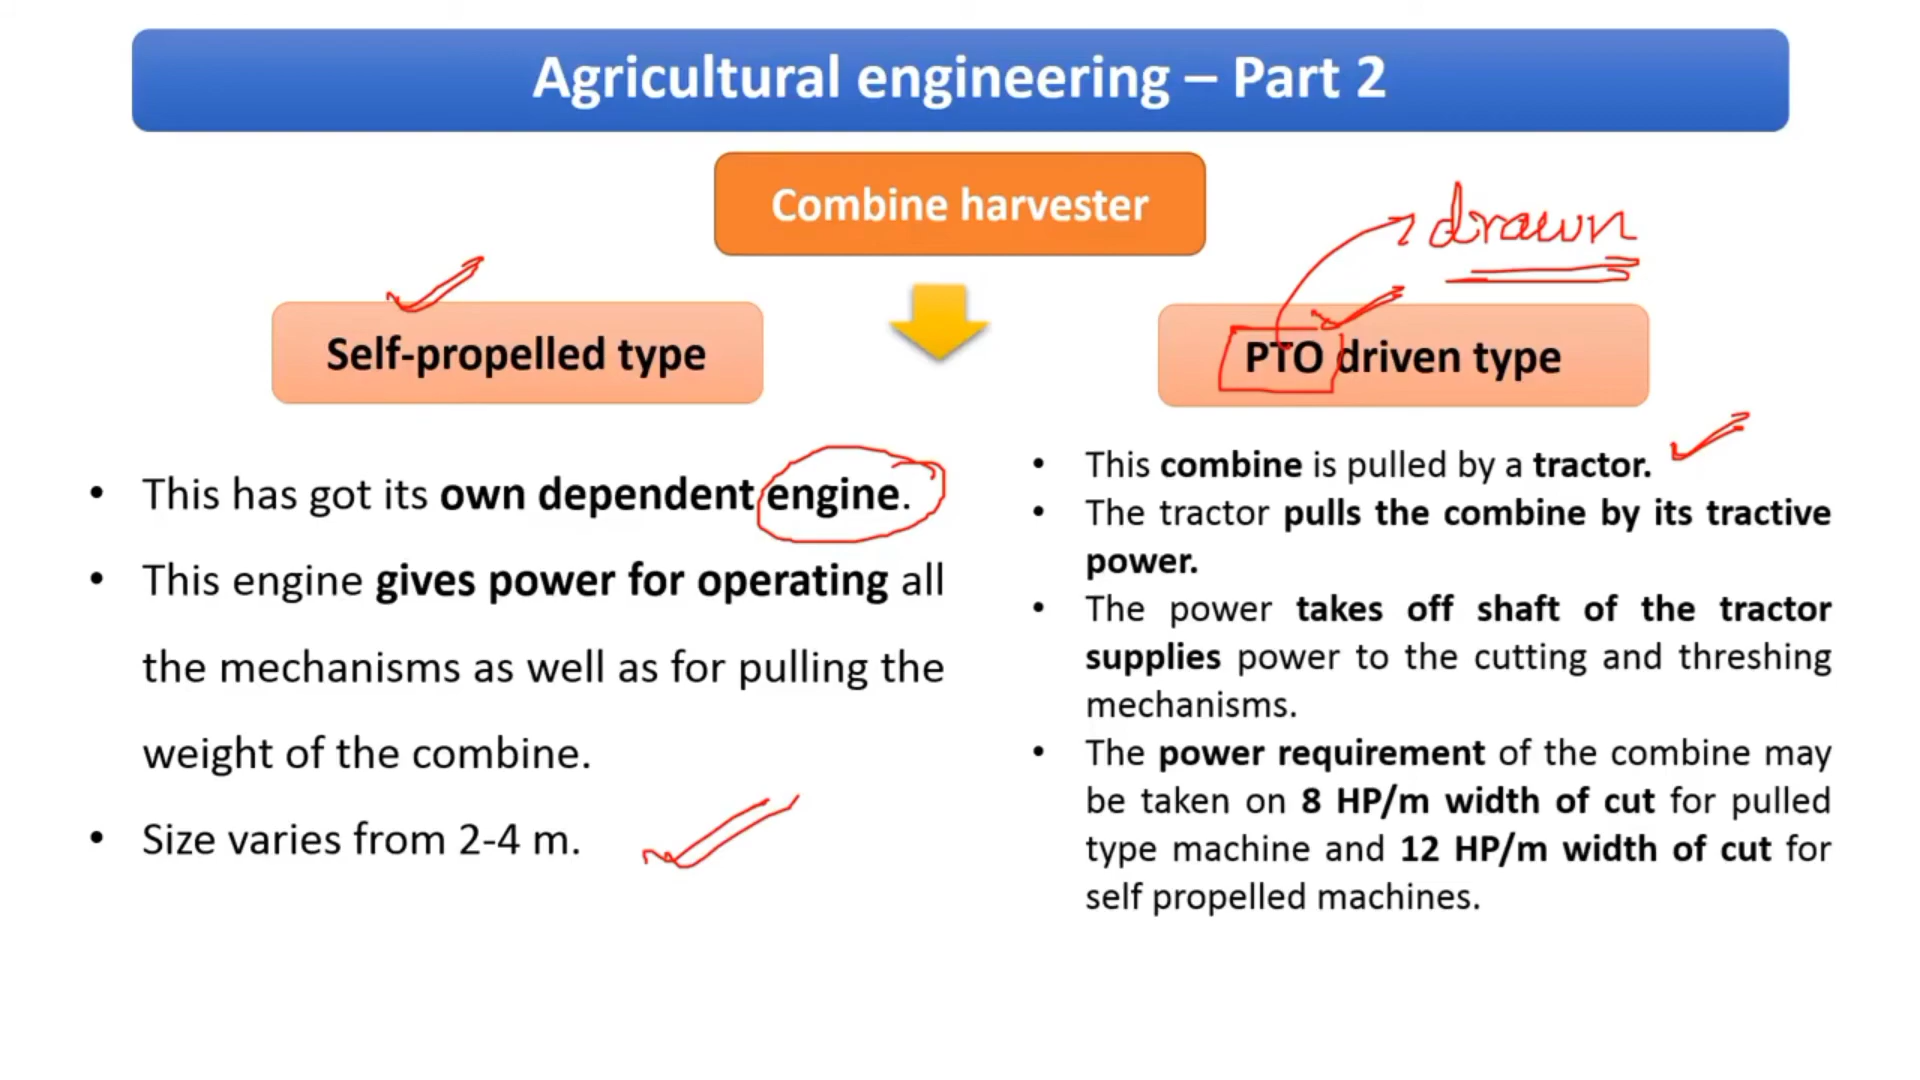 Agricultural engineering – Part 2
Combine harvester
drawn
Self-propelled type
• This has got its own dependent engine.
• This engine gives power for operating all
the mechanisms as well as for pulling the
weight of the combine.
• Size varies from 2-4 m.
PTO driven type
• This combine is pulled by a tractor.
• The tractor pulls the combine by its tractive
power.
• The power takes off shaft of the tractor
supplies power to the cutting and threshing
mechanisms.
• The power requirement of the combine may
be taken on 8 HP/m width of cut for pulled
type machine and 12 HP/m width of cut for
self propelled machines.